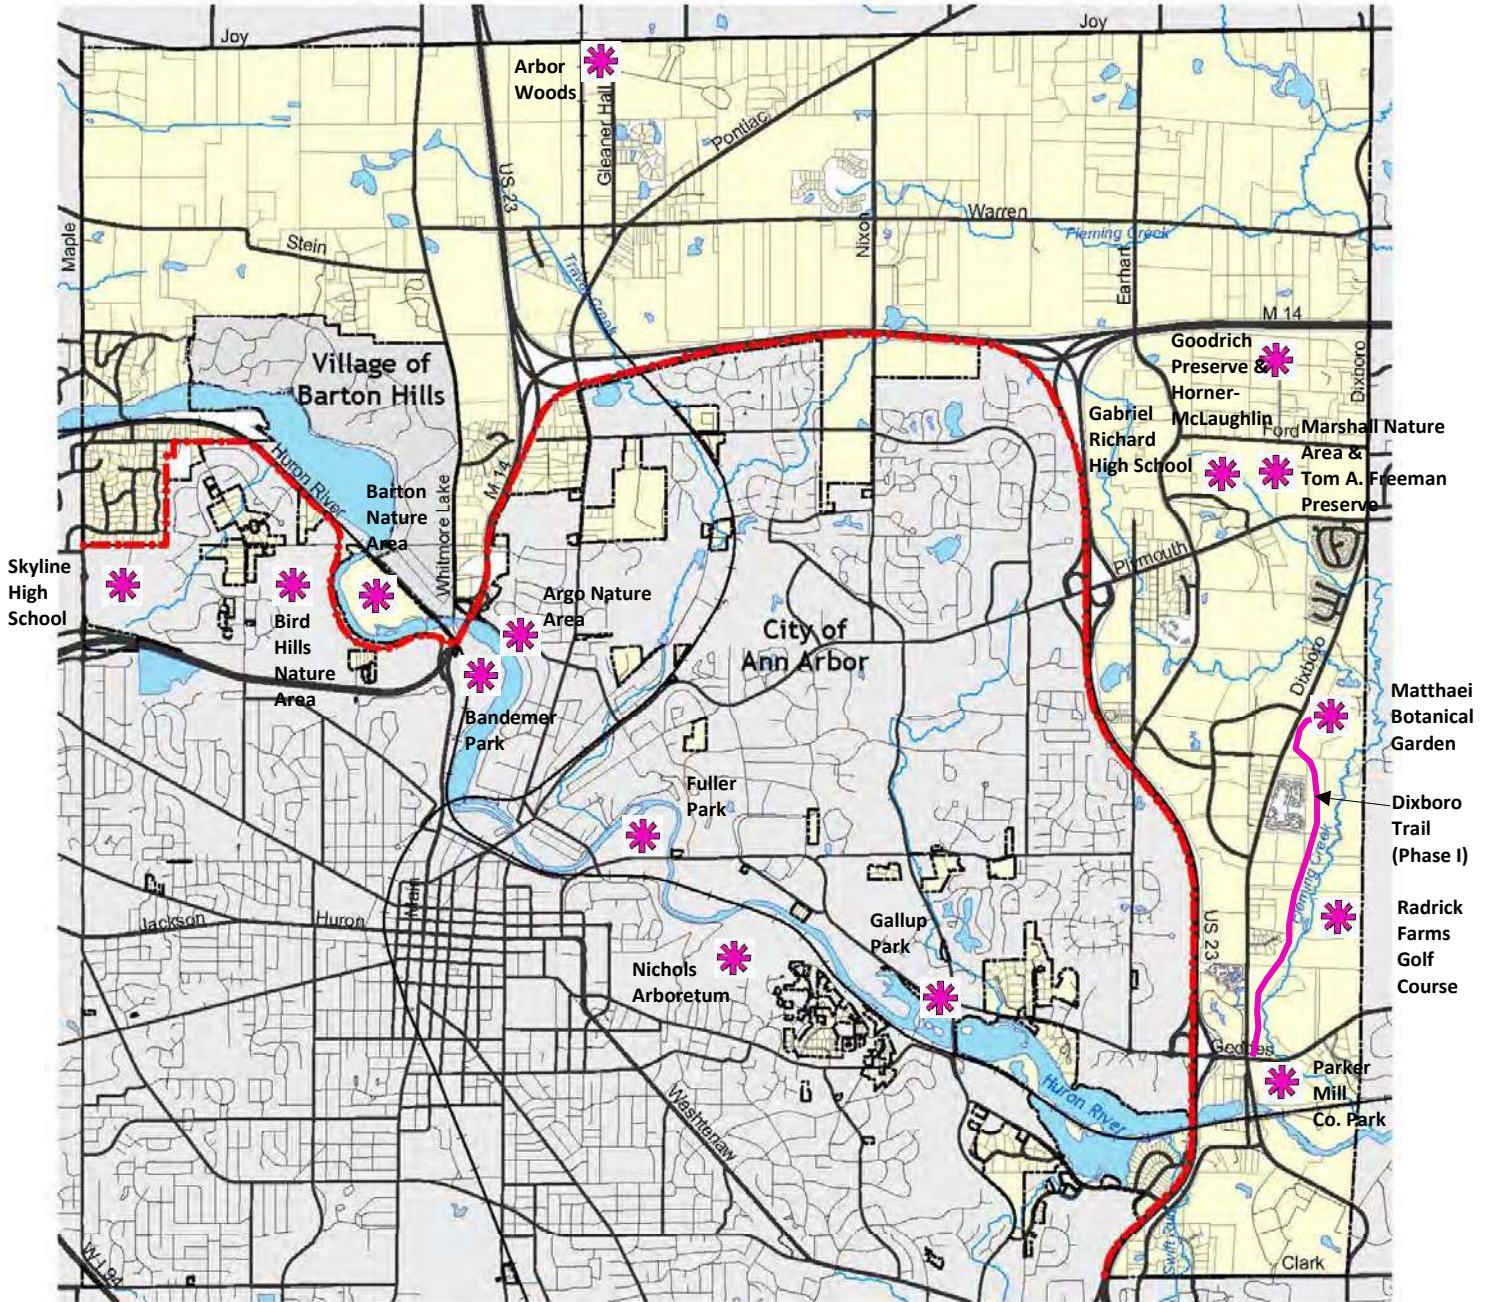 Joy
Joy
Arbor
Woods
Gleaner Hall
Pontiac
US 23
Warren
Nixon
Fleming Creek
Maple
Stein
Earhart
Traver Creek
M 14
Goodrich
Preserve &
Horner-
McLaughlin
Dixboro
Village of
Barton Hills
Gabriel
Richard
High School
Ford
Marshall Nature
Area &
Tom A. Freeman
Preserve
Huron River
M 14
Whitmore Lake
Barton
Nature
Area
Plymouth
Skyline
High
School
Argo Nature
Area
Bird
Hills
Nature
Area
City of
Ann Arbor
Dixboro
Matthaei
Botanical
Garden
Bandemer
Park
Fuller
Park
Dixboro
Trail
(Phase I)
Fleming Creek
Main
Jackson
Huron
Gallup
Park
US 23
Radrick
Farms
Golf
Course
Nichols
Arboretum
Geddes
Parker
Mill
Co. Park
Huron River
Washtenaw
W I 94
Clark